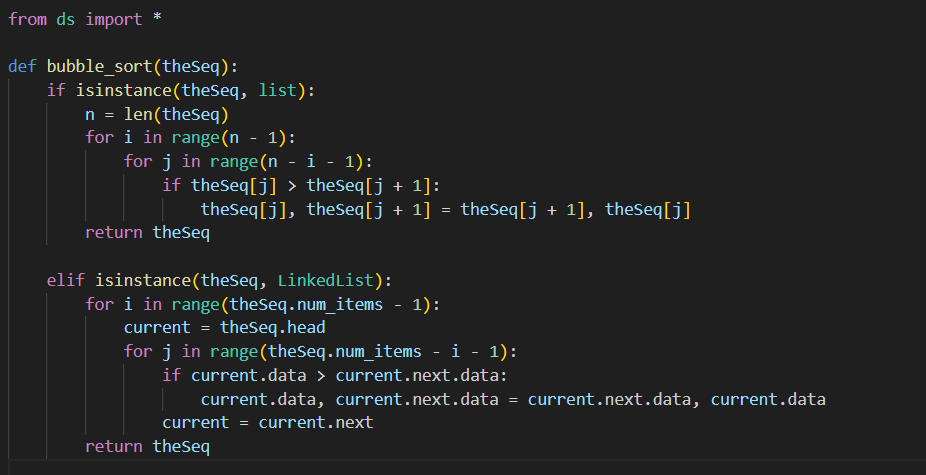 from ds import *
def bubble_sort(theSeq):
    if isinstance(theSeq, list):
        n = len(theSeq)
        for i in range(n - 1):
            for j in range(n - i - 1):
                if theSeq[j] > theSeq[j + 1]:
                    theSeq[j], theSeq[j + 1] = theSeq[j + 1], theSeq[j]
        return theSeq
    elif isinstance(theSeq, LinkedList):
        for i in range(theSeq.num_items - 1):
            current = theSeq.head
            for j in range(theSeq.num_items - i - 1):
                if current.data > current.next.data:
                    current.data, current.next.data = current.next.data, current.data
                current = current.next
        return theSeq